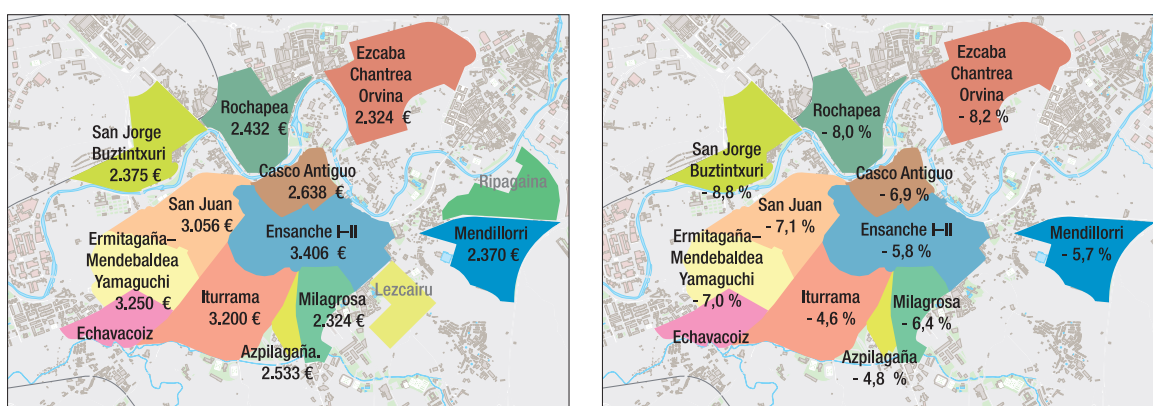 Ezcaba
Chantrea
Orvina
2.324 €
Rochapea
2.432 €
San Jorge
Buztintxuri
2.375 €
Casco Antiguo
2.638 €
Ripagaina
San Juan
3.056 €
Ensanche I–II
3.406 €
Mendillorri
2.370 €
Ermitagaña–
Mendebaldea
Yamaguchi
3.250 €
Iturrama
3.200 €
Milagrosa
2.324 €
Lezcairu
Echavacoiz
Azpilagaña.
2.533 €
Ezcaba
Chantrea
Orvina
- 8,2 %
Rochapea
- 8,0 %
San Jorge
Buztintxuri
- 8,8 %
Casco Antiguo
- 6,9 %
San Juan
- 7,1 %
Ensanche I–II
- 5,8 %
Mendillorri
- 5,7 %
Ermitagaña–
Mendebaldea
Yamaguchi
- 7,0 %
Iturrama
- 4,6 %
Milagrosa
- 6,4 %
Echavacoiz
Azpilagaña
- 4,8 %